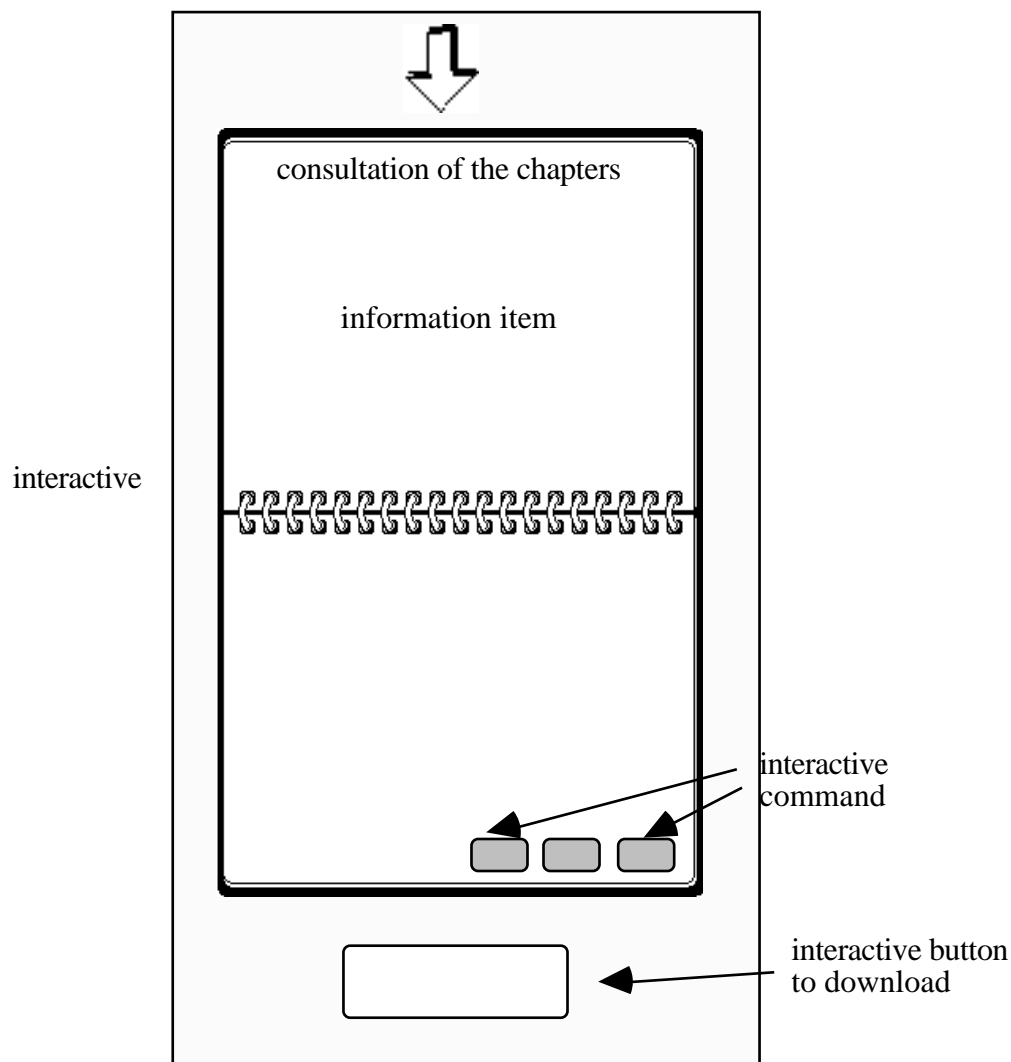 consultation of the chapters
information item
interactive
interactive
command
interactive button
to download